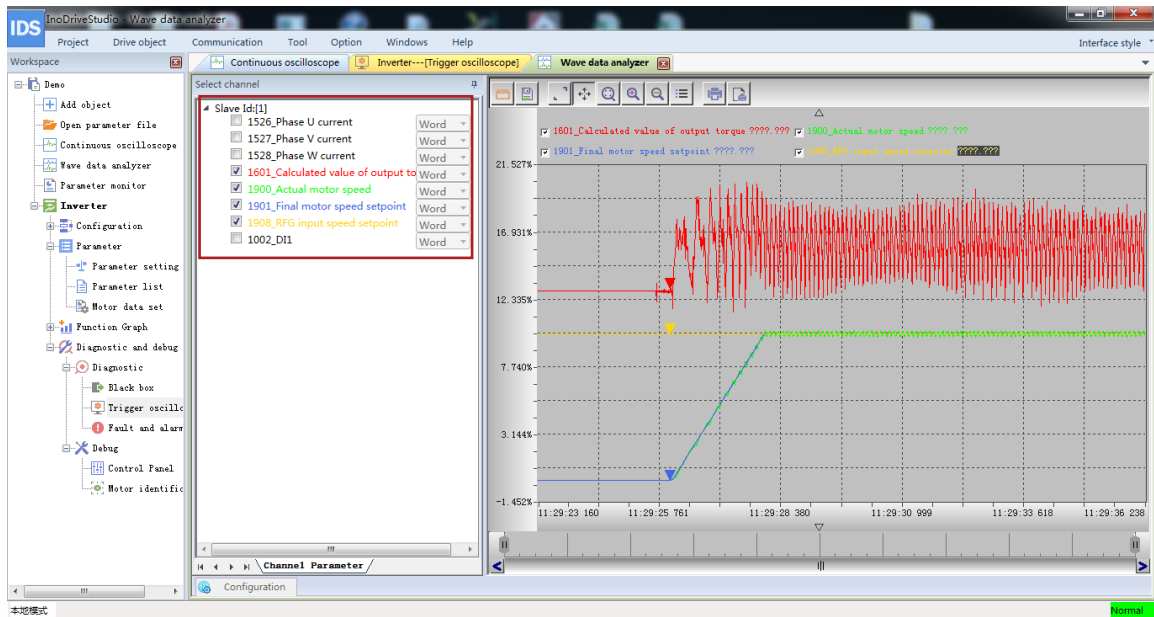 IDS InoDriveStudio - Wave data analyzer
Project Drive object Communication Tool Option Windows Help Interface style
Workspace
Continuous oscilloscope Inverter---[Trigger oscilloscope] Wave data analyzer
Demo
Add object
Open parameter file
Continuous oscilloscope
Wave data analyzer
Parameter monitor
Inverter
Configuration
Parameter
Parameter setting
Parameter list
Motor data set
Function Graph
Diagnostic and debug
Diagnostic
Black box
Trigger oscillo
Fault and alarm
Debug
Control Panel
Motor identific
Select channel
Slave Id:[1]
1526_Phase U current Word
1527_Phase V current Word
1528_Phase W current Word
1601_Calculated value of output to Word
1900_Actual motor speed Word
1901_Final motor speed setpoint Word
1908_RFG input speed setpoint Word
1002_DI1 Word
Channel Parameter
Configuration
1601_Calculated value of output torque ????.??? 1900_Actual motor speed ????.???
1901_Final motor speed setpoint ????.??? 1908_RFG input speed setpoint ????.???
21.527%
16.931%
12.335%
7.740%
3.144%
-1.452%
11:29:23 160 11:29:25 761 11:29:28 380 11:29:30 999 11:29:33 618 11:29:36 238
本地模式 Normal